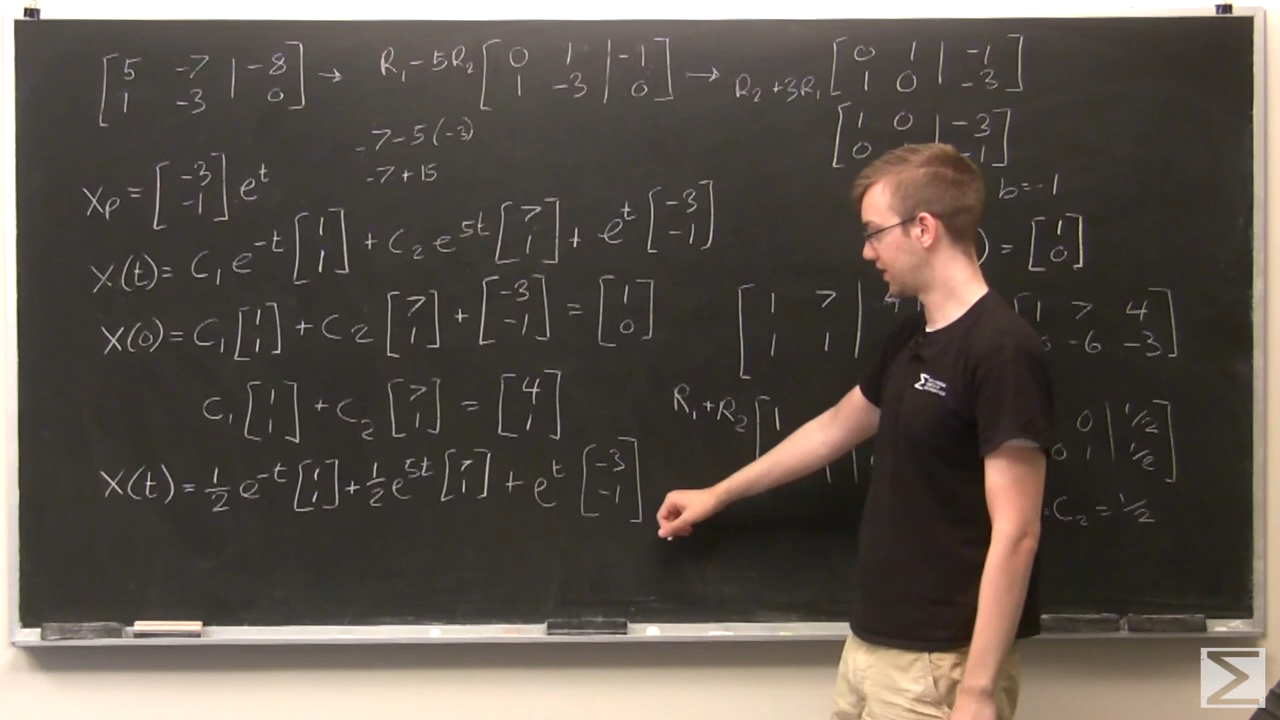 [5 -7 | -8] → R₁-5R₂ [0 1 | -1] → R₂+3R₁ [0 1 | -1]
[1 -3 | 0] [1 -3 | 0] [1 0 | -3]
-7-5(-3)
-7+15
[1 0 | -3]
[0 | -1]
Xp = [-3 -1] e^t
b=-1
X(t) = C₁e^-t [1 1] + C₂e^5t [7 1] + e^t [-3 -1]
) = [1 0]
X(0) = C₁ [1 1] + C₂ [7 1] + [-3 -1] = [1 0]
[1 7 | 4
[1 1 |
1 7 4]
-6 -3]
C₁ [1 1] + C₂ [7 1] = [4 1]
R₁+R₂ [1
0 | 1/2]
0 1 | 1/2]
X(t) = 1/2 e^-t [1 1] + 1/2 e^5t [7 1] + e^t [-3 -1]
=C₂=1/2
Σ
Σ